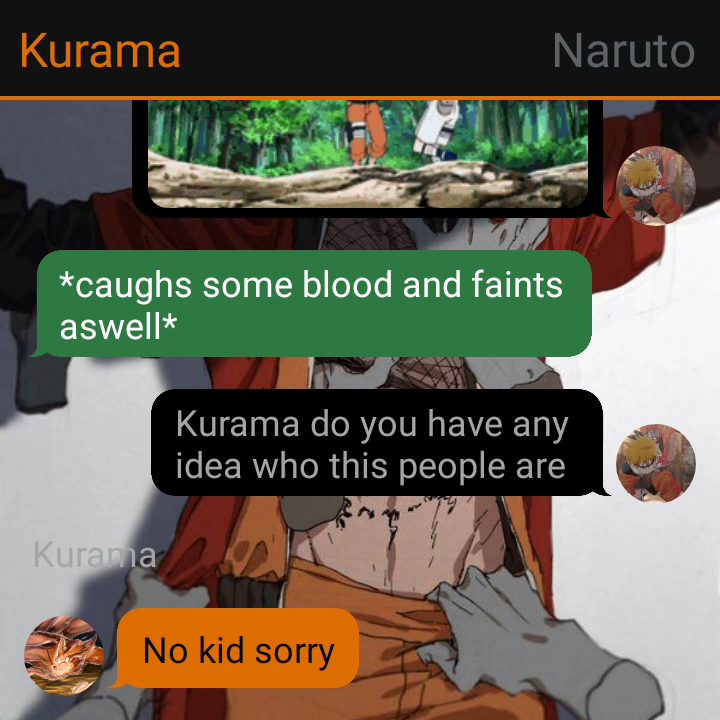 Kurama
Naruto
*caughs some blood and faints
aswell*
Kurama do you have any
idea who this people are
Kurama
No kid sorry